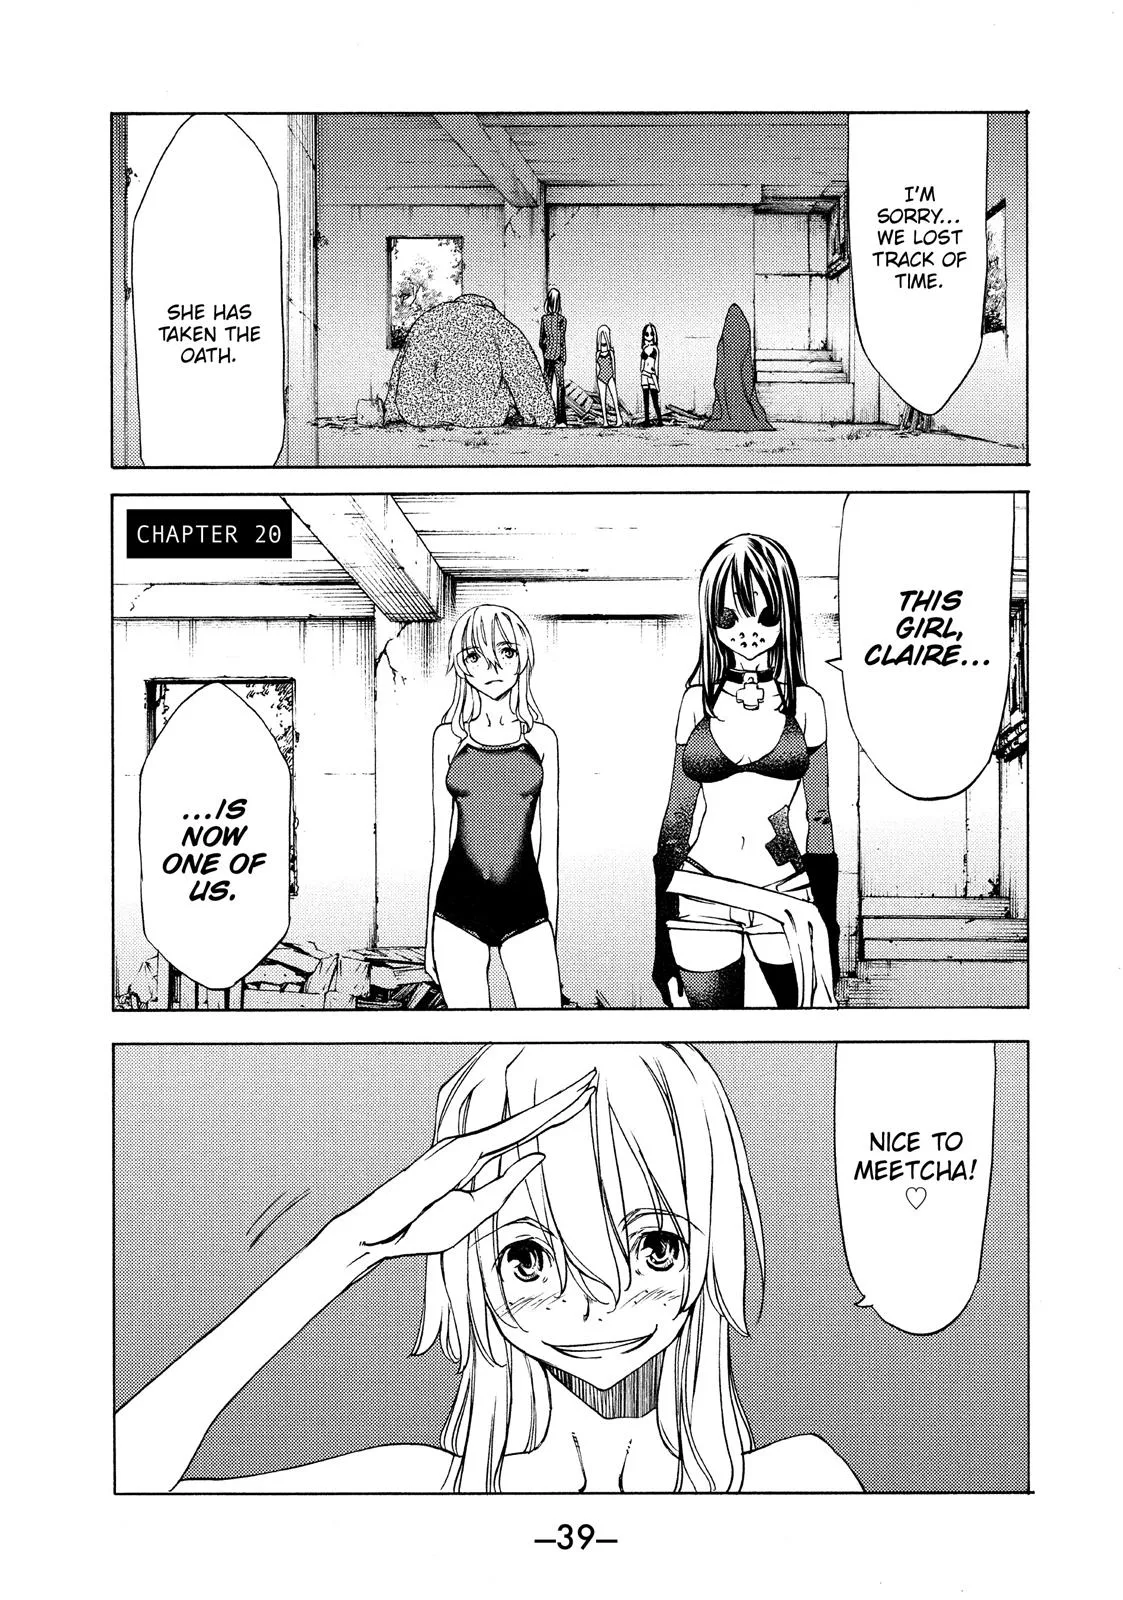 I'M
SORRY...
WE LOST
TRACK OF
TIME.
SHE HAS
TAKEN THE
OATH.
CHAPTER 20
THIS
GIRL,
CLAIRE...
...IS
NOW
ONE OF
US.
NICE TO
MEETCHA!
♡
—39—